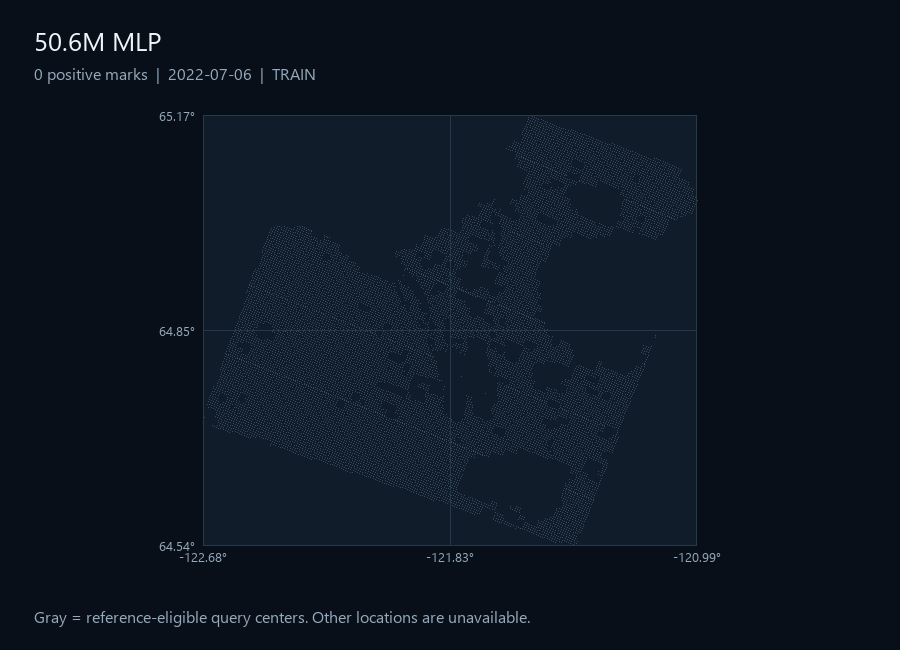 50.6M MLP
0 positive marks | 2022-07-06 | TRAIN
65.17°
64.85°
64.54°
-122.68°
-121.83°
-120.99°
Gray = reference-eligible query centers. Other locations are unavailable.